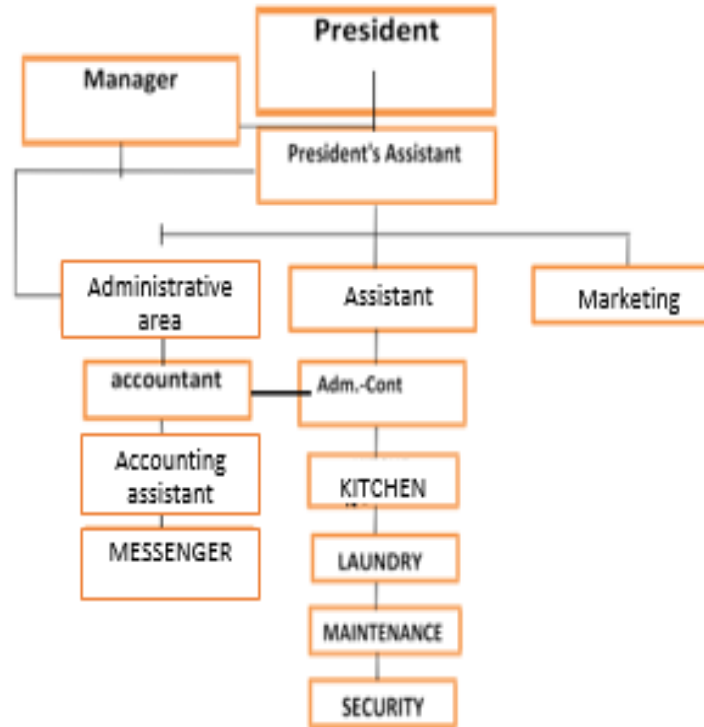 President
Manager
President's Assistant
Administrative
area
Assistant
Marketing
accountant
Adm.-Cont
Accounting
assistant
KITCHEN
MESSENGER
LAUNDRY
MAINTENANCE
SECURITY